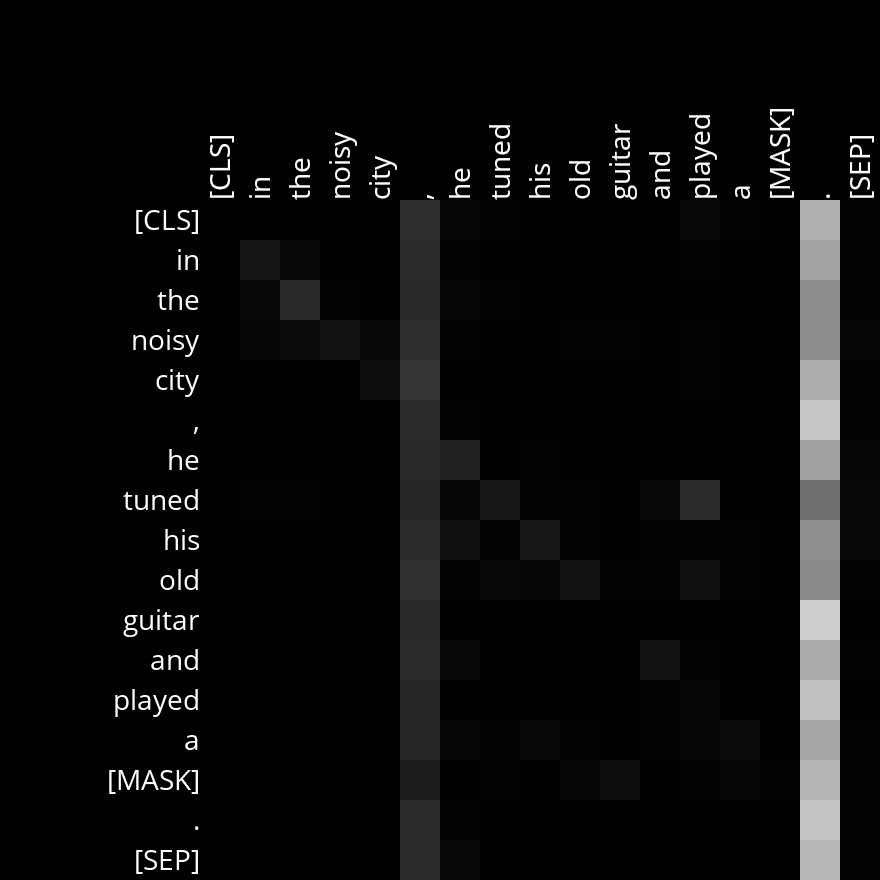 [CLS] in the noisy city , he tuned his old guitar and played a [MASK] . [SEP]
[CLS]
in
the
noisy
city
,
he
tuned
his
old
guitar
and
played
a
[MASK]
.
[SEP]